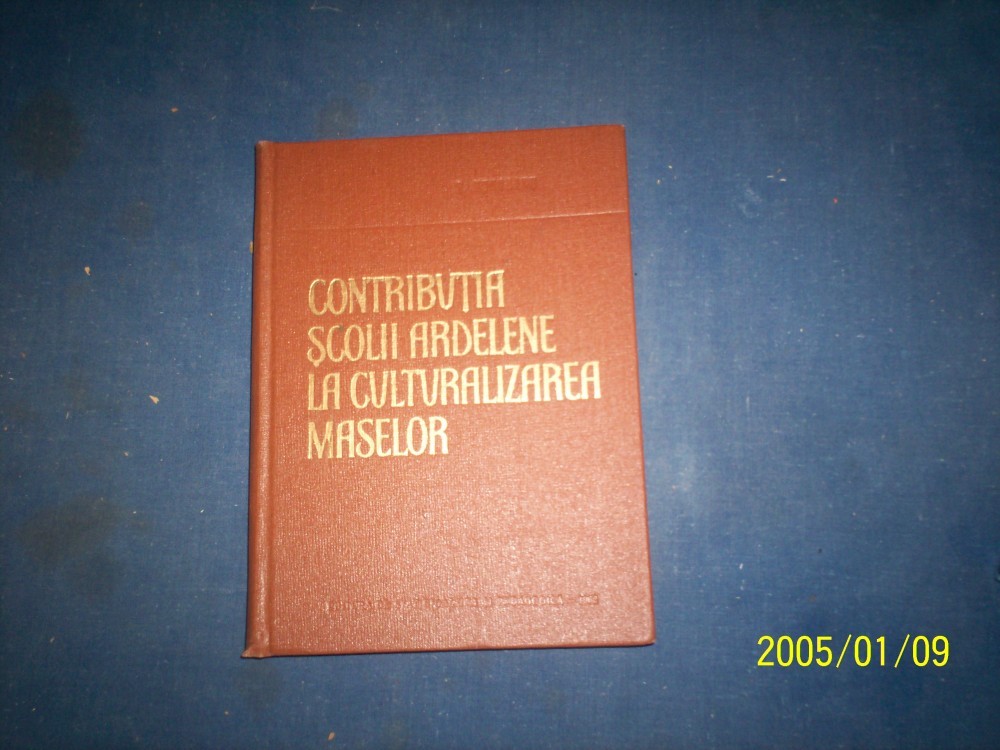 CONTRIBUȚIA
ȘCOLII ARDELENE
LA CULTURALIZAREA
MASELOR
2005/01/09